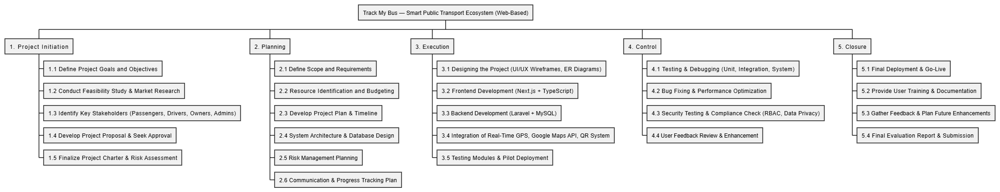 Track My Bus — Smart Public Transport Ecosystem (Web-Based)
1. Project Initiation
1.1 Define Project Goals and Objectives
1.2 Conduct Feasibility Study & Market Research
1.3 Identify Key Stakeholders (Passengers, Drivers, Owners, Admins)
1.4 Develop Project Proposal & Seek Approval
1.5 Finalize Project Charter & Risk Assessment
2. Planning
2.1 Define Scope and Requirements
2.2 Resource Identification and Budgeting
2.3 Develop Project Plan & Timeline
2.4 System Architecture & Database Design
2.5 Risk Management Planning
2.6 Communication & Progress Tracking Plan
3. Execution
3.1 Designing the Project (UI/UX Wireframes, ER Diagrams)
3.2 Frontend Development (Next.js + TypeScript)
3.3 Backend Development (Laravel + MySQL)
3.4 Integration of Real-Time GPS, Google Maps API, QR System
3.5 Testing Modules & Pilot Deployment
4. Control
4.1 Testing & Debugging (Unit, Integration, System)
4.2 Bug Fixing & Performance Optimization
4.3 Security Testing & Compliance Check (RBAC, Data Privacy)
4.4 User Feedback Review & Enhancement
5. Closure
5.1 Final Deployment & Go-Live
5.2 Provide User Training & Documentation
5.3 Gather Feedback & Plan Future Enhancements
5.4 Final Evaluation Report & Submission